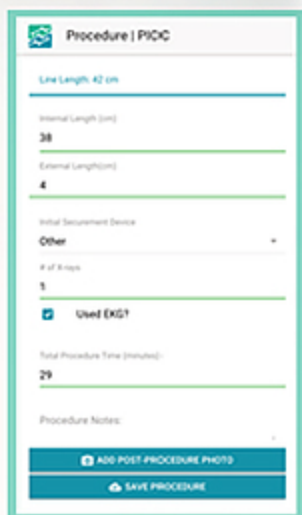 Procedure | PICC
Line Length: 42 cm
Internal Length (cm)
38
External Length(cm)
4
Initial Securement Device
Other
# of X-rays
1
Used EKG?
Total Procedure Time (minutes)-
29
Procedure Notes:
ADD POST-PROCEDURE PHOTO
SAVE PROCEDURE